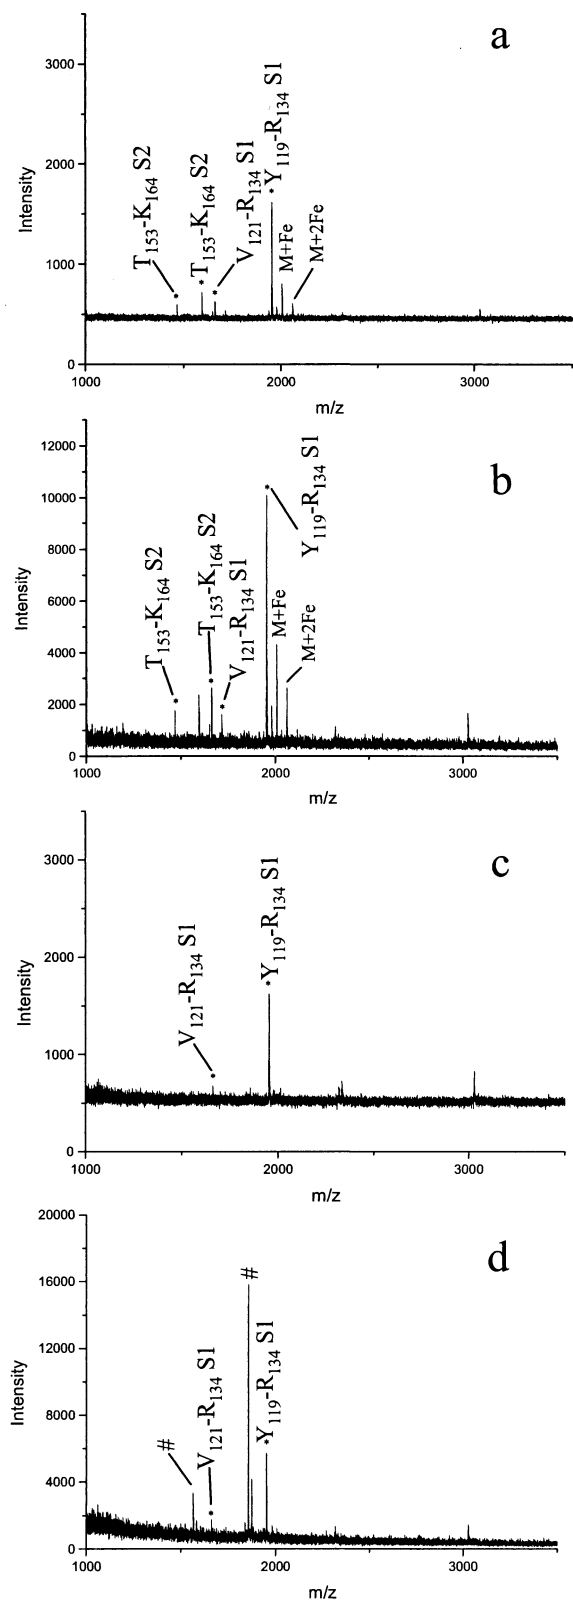 a
3000
2000
1000
0
Intensity
T153-K164 S2
T153-K164 S2
V121-R134 S1
Y119-R134 S1
M+Fe
M+2Fe
*
*
*
*
1000
2000
3000
m/z
b
12000
10000
8000
6000
4000
2000
0
Intensity
T153-K164 S2
T153-K164 S2
V121-R134 S1
Y119-R134 S1
M+Fe
M+2Fe
*
*
*
*
1000
2000
3000
m/z
c
3000
2000
1000
0
Intensity
V121-R134 S1
Y119-R134 S1
*
*
1000
2000
3000
m/z
d
20000
16000
12000
8000
4000
0
Intensity
#
V121-R134 S1
#
Y119-R134 S1
*
*
1000
2000
3000
m/z